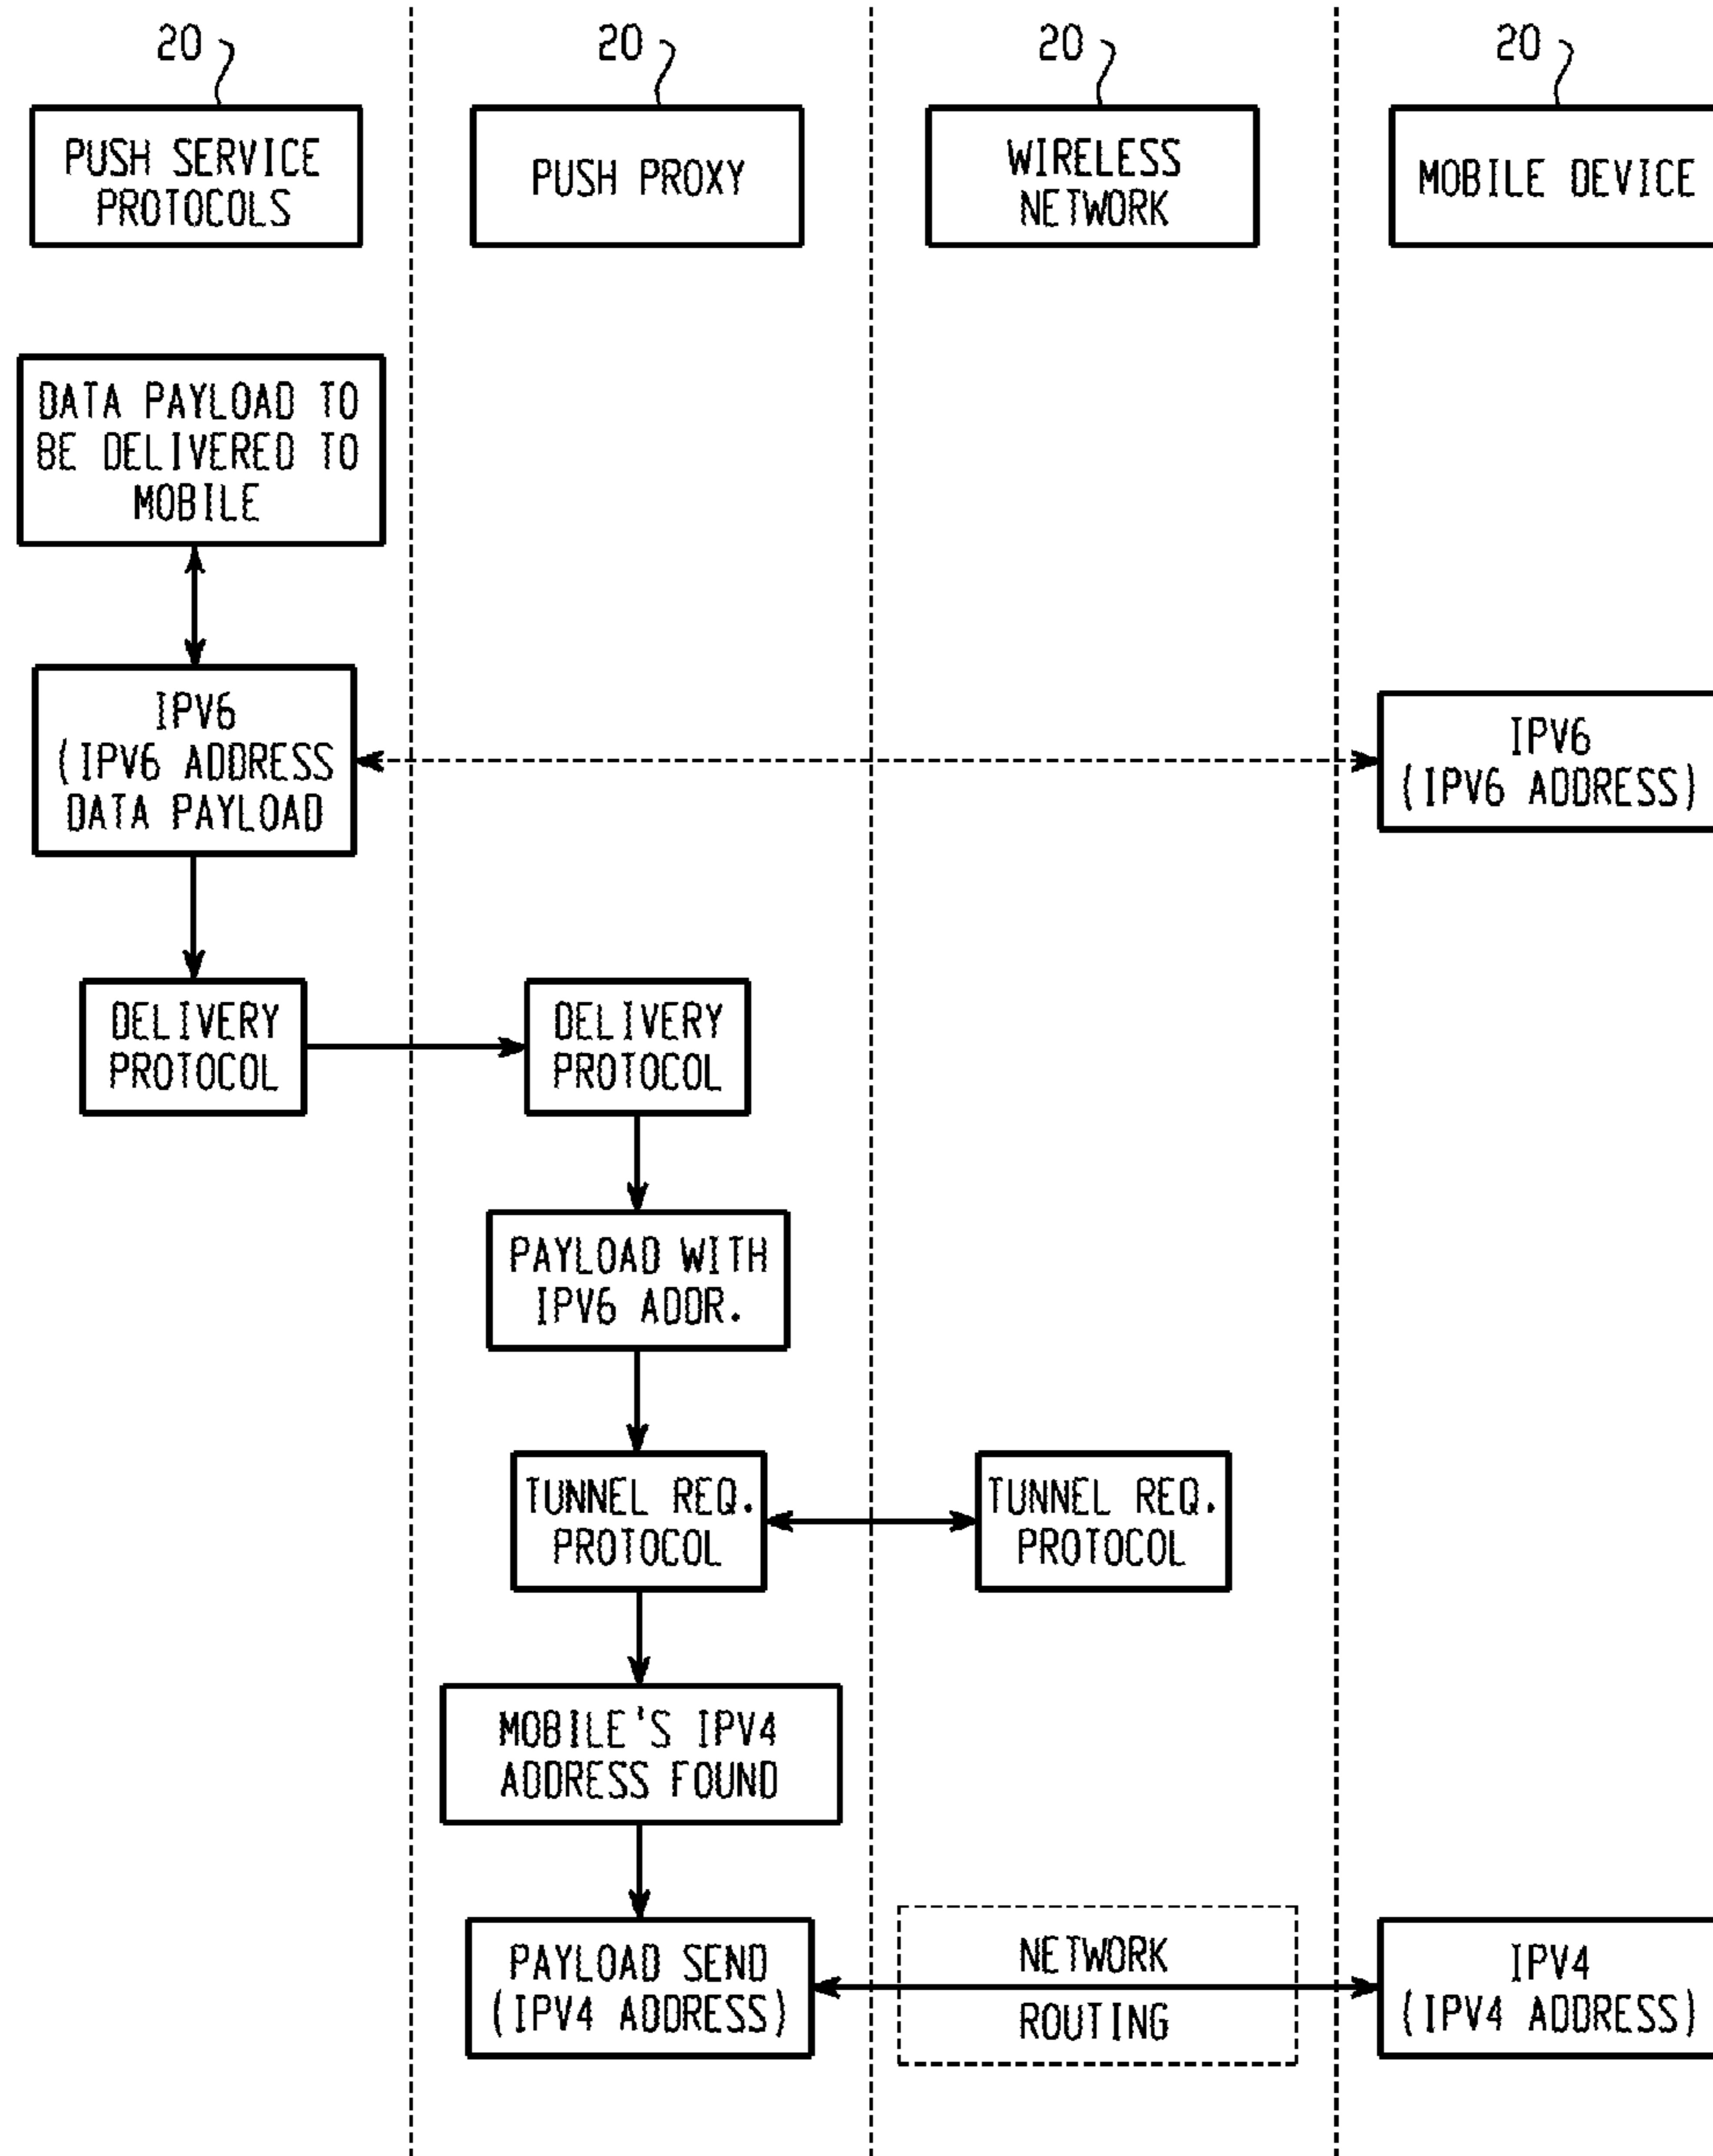 20
20
20
20
PUSH SERVICE
PROTOCOLS
PUSH PROXY
WIRELESS
NETWORK
MOBILE DEVICE
DATA PAYLOAD TO
BE DELIVERED TO
MOBILE
IPV6
(IPV6 ADDRESS
DATA PAYLOAD
IPV6
(IPV6 ADDRESS)
DELIVERY
PROTOCOL
DELIVERY
PROTOCOL
PAYLOAD WITH
IPV6 ADDR.
TUNNEL REQ.
PROTOCOL
TUNNEL REQ.
PROTOCOL
MOBILE'S IPV4
ADDRESS FOUND
PAYLOAD SEND
(IPV4 ADDRESS)
NETWORK
ROUTING
IPV4
(IPV4 ADDRESS)